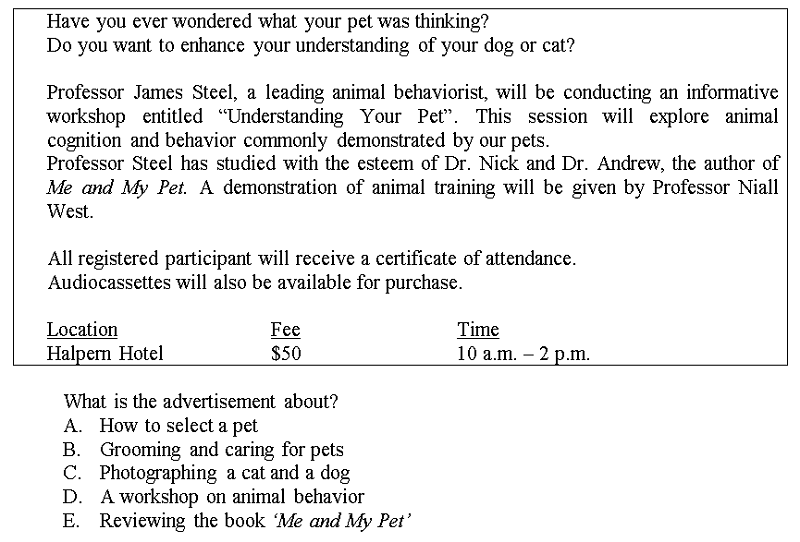 Have you ever wondered what your pet was thinking?
Do you want to enhance your understanding of your dog or cat?
Professor James Steel, a leading animal behaviorist, will be conducting an informative
workshop entitled “Understanding Your Pet”. This session will explore animal
cognition and behavior commonly demonstrated by our pets.
Professor Steel has studied with the esteem of Dr. Nick and Dr. Andrew, the author of
Me and My Pet. A demonstration of animal training will be given by Professor Niall
West.
All registered participant will receive a certificate of attendance.
Audiocassettes will also be available for purchase.
Location Fee Time
Halpern Hotel $50 10 a.m. – 2 p.m.
What is the advertisement about?
A. How to select a pet
B. Grooming and caring for pets
C. Photographing a cat and a dog
D. A workshop on animal behavior
E. Reviewing the book ‘Me and My Pet’